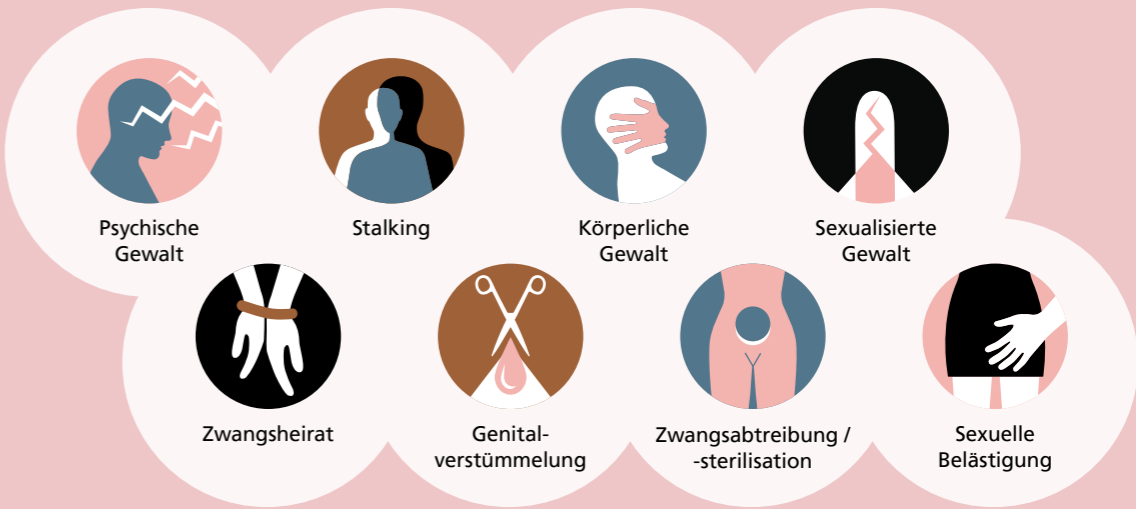 Psychische
Gewalt
Stalking
Körperliche
Gewalt
Sexualisierte
Gewalt
Zwangsheirat
Genital-
verstümmelung
Zwangsabtreibung /
-sterilisation
Sexuelle
Belästigung